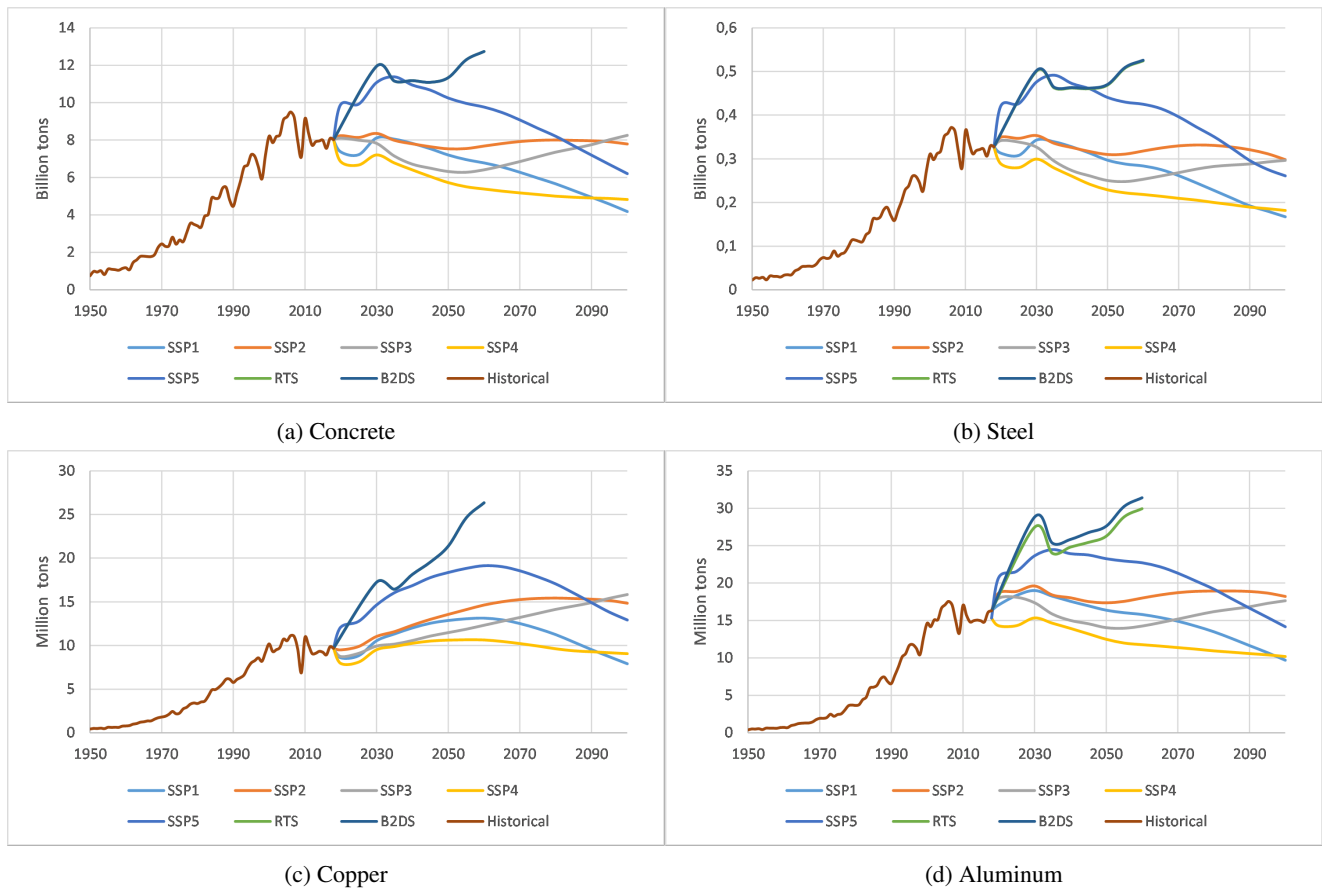 14
12
10
8
6
4
2
0
Billion tons
1950 1970 1990 2010 2030 2050 2070 2090
SSP1 SSP2 SSP3 SSP4
SSP5 RTS B2DS Historical
(a) Concrete
0,6
0,5
0,4
0,3
0,2
0,1
0
Billion tons
1950 1970 1990 2010 2030 2050 2070 2090
SSP1 SSP2 SSP3 SSP4
SSP5 RTS B2DS Historical
(b) Steel
30
25
20
15
10
5
0
Million tons
1950 1970 1990 2010 2030 2050 2070 2090
SSP1 SSP2 SSP3 SSP4
SSP5 RTS B2DS Historical
(c) Copper
35
30
25
20
15
10
5
0
Million tons
1950 1970 1990 2010 2030 2050 2070 2090
SSP1 SSP2 SSP3 SSP4
SSP5 RTS B2DS Historical
(d) Aluminum